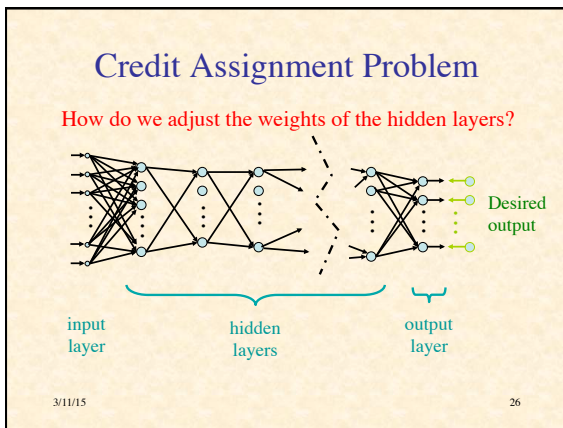 Credit Assignment Problem
How do we adjust the weights of the hidden layers?
Desired
output
input
layer
hidden
layers
output
layer
3/11/15
26